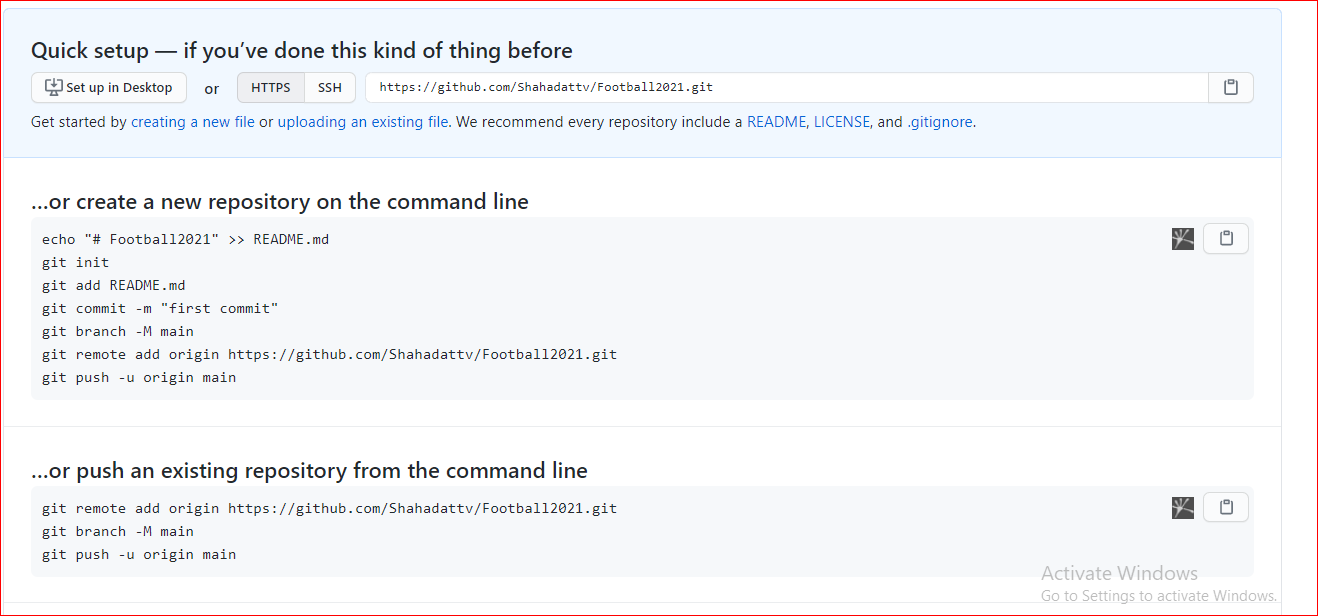 Quick setup — if you’ve done this kind of thing before
Set up in Desktop or HTTPS SSH https://github.com/Shahadattv/Football2021.git
Get started by creating a new file or uploading an existing file. We recommend every repository include a README, LICENSE, and .gitignore.
…or create a new repository on the command line
echo "# Football2021" >> README.md
git init
git add README.md
git commit -m "first commit"
git branch -M main
git remote add origin https://github.com/Shahadattv/Football2021.git
git push -u origin main
…or push an existing repository from the command line
git remote add origin https://github.com/Shahadattv/Football2021.git
git branch -M main
git push -u origin main
Activate Windows
Go to Settings to activate Windows.